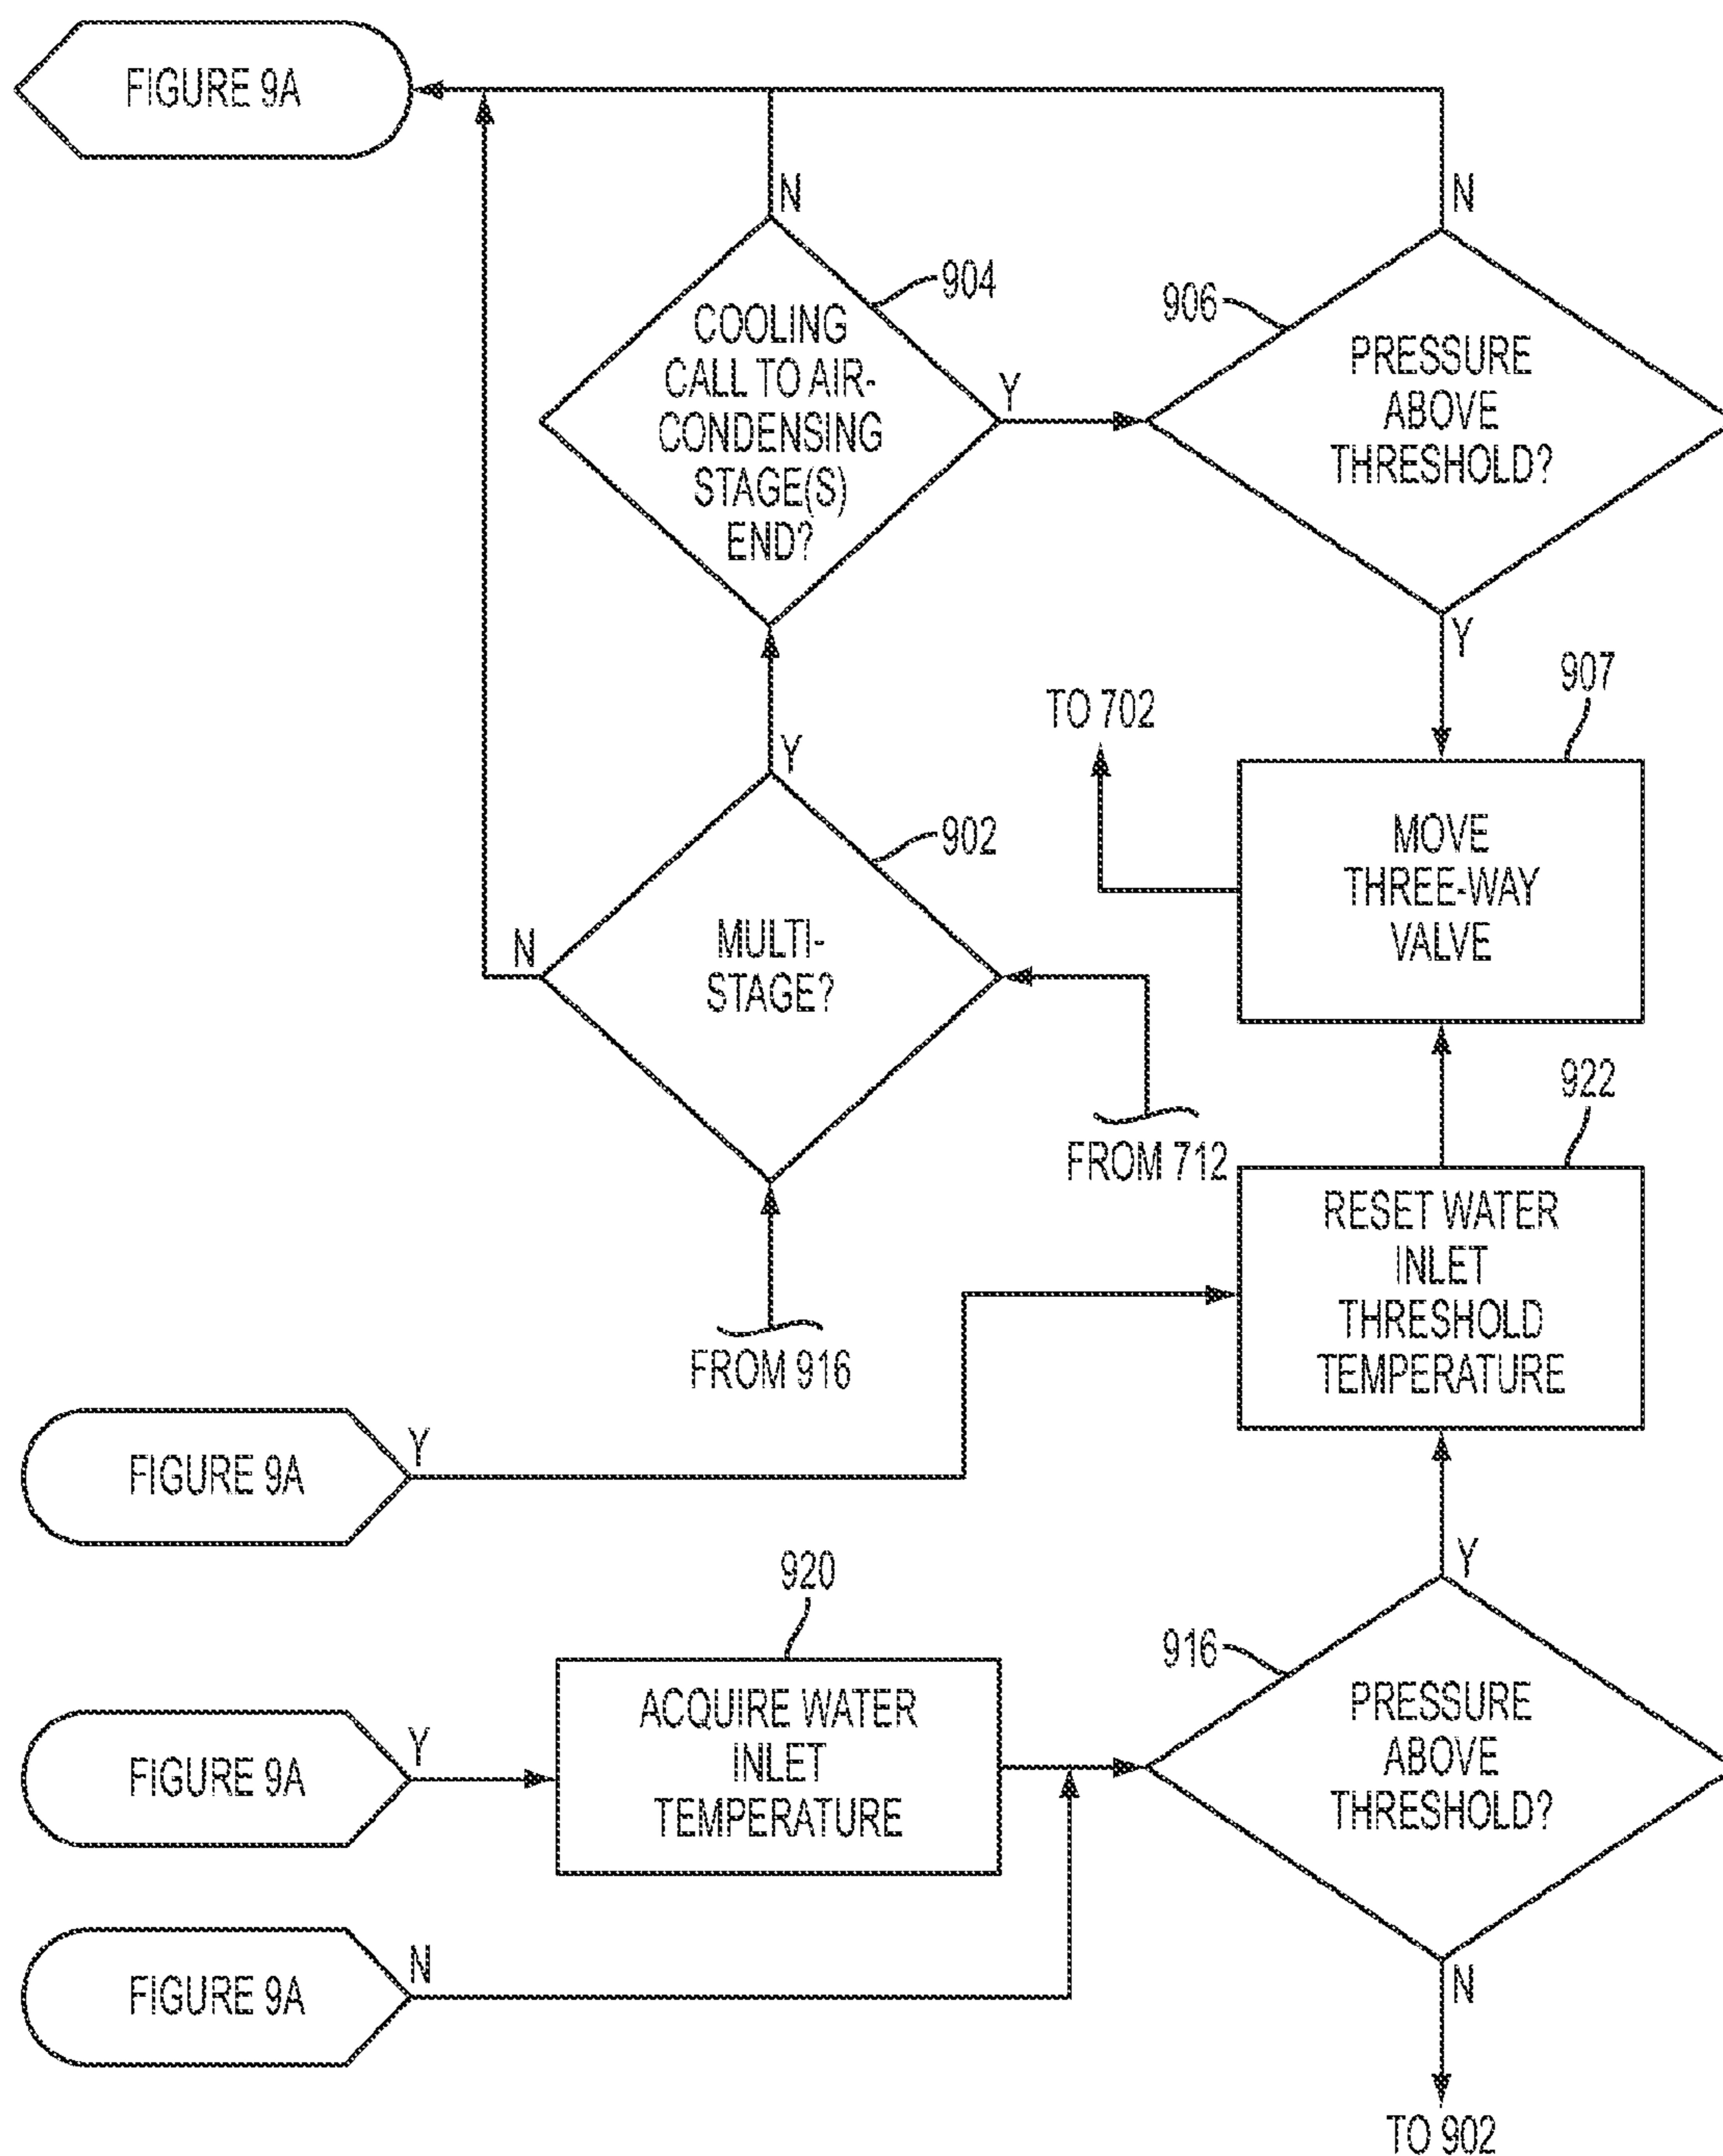 FIGURE 9A
N
N
904
906
COOLING
CALL TO AIR-
CONDENSING
STAGE(S)
END?
Y
PRESSURE
ABOVE
THRESHOLD?
Y
907
TO 702
Y
902
MOVE
THREE-WAY
VALVE
N
MULTI-
STAGE?
922
FROM 712
RESET WATER
INLET
THRESHOLD
TEMPERATURE
FROM 916
FIGURE 9A
Y
Y
920
916
FIGURE 9A
Y
ACQUIRE WATER
INLET
TEMPERATURE
PRESSURE
ABOVE
THRESHOLD?
FIGURE 9A
N
N
TO 902